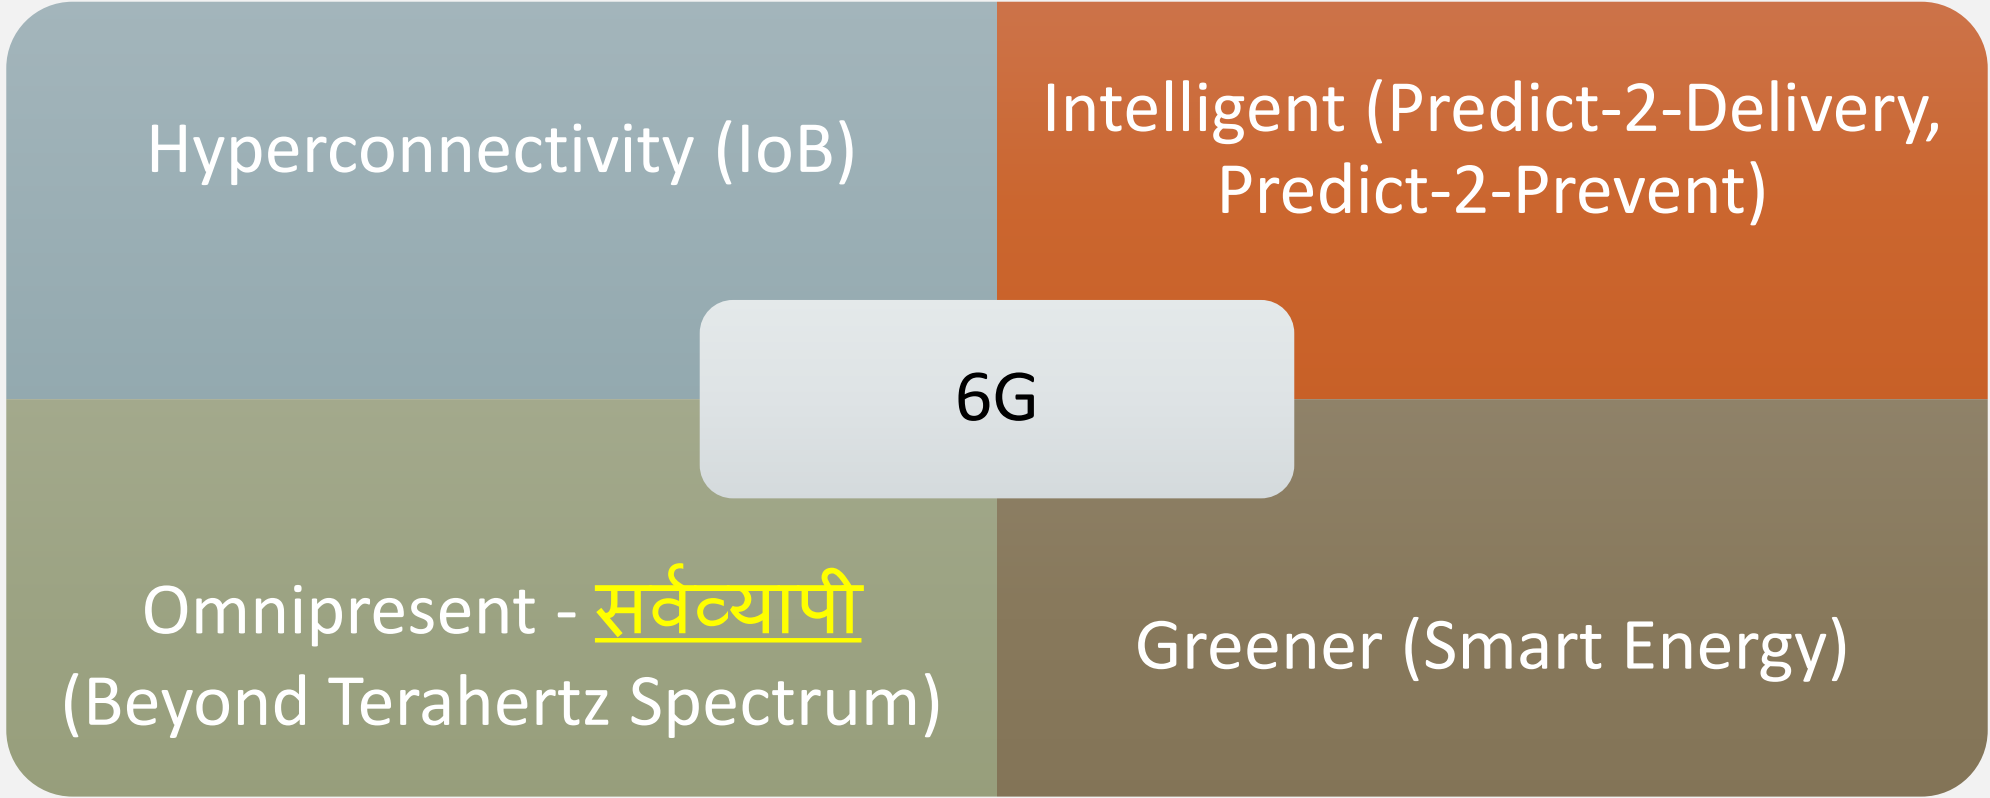 Hyperconnectivity (IoB)
Intelligent (Predict-2-Delivery,
Predict-2-Prevent)
6G
Omnipresent - सर्वव्यापी
(Beyond Terahertz Spectrum)
Greener (Smart Energy)